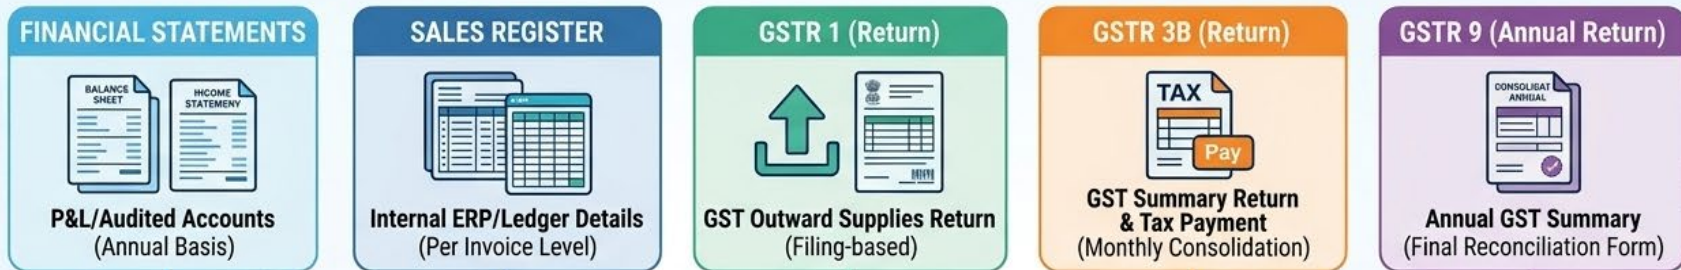 FINANCIAL STATEMENTS
BALANCE
SHEET
INCOME
STATEMENY
P&L/Audited Accounts
(Annual Basis)
SALES REGISTER
Internal ERP/Ledger Details
(Per Invoice Level)
GSTR 1 (Return)
GST Outward Supplies Return
(Filing-based)
GSTR 3B (Return)
TAX
Pay
GST Summary Return
& Tax Payment
(Monthly Consolidation)
GSTR 9 (Annual Return)
CONSOLIDAT
ANHUAL
Annual GST Summary
(Final Reconciliation Form)